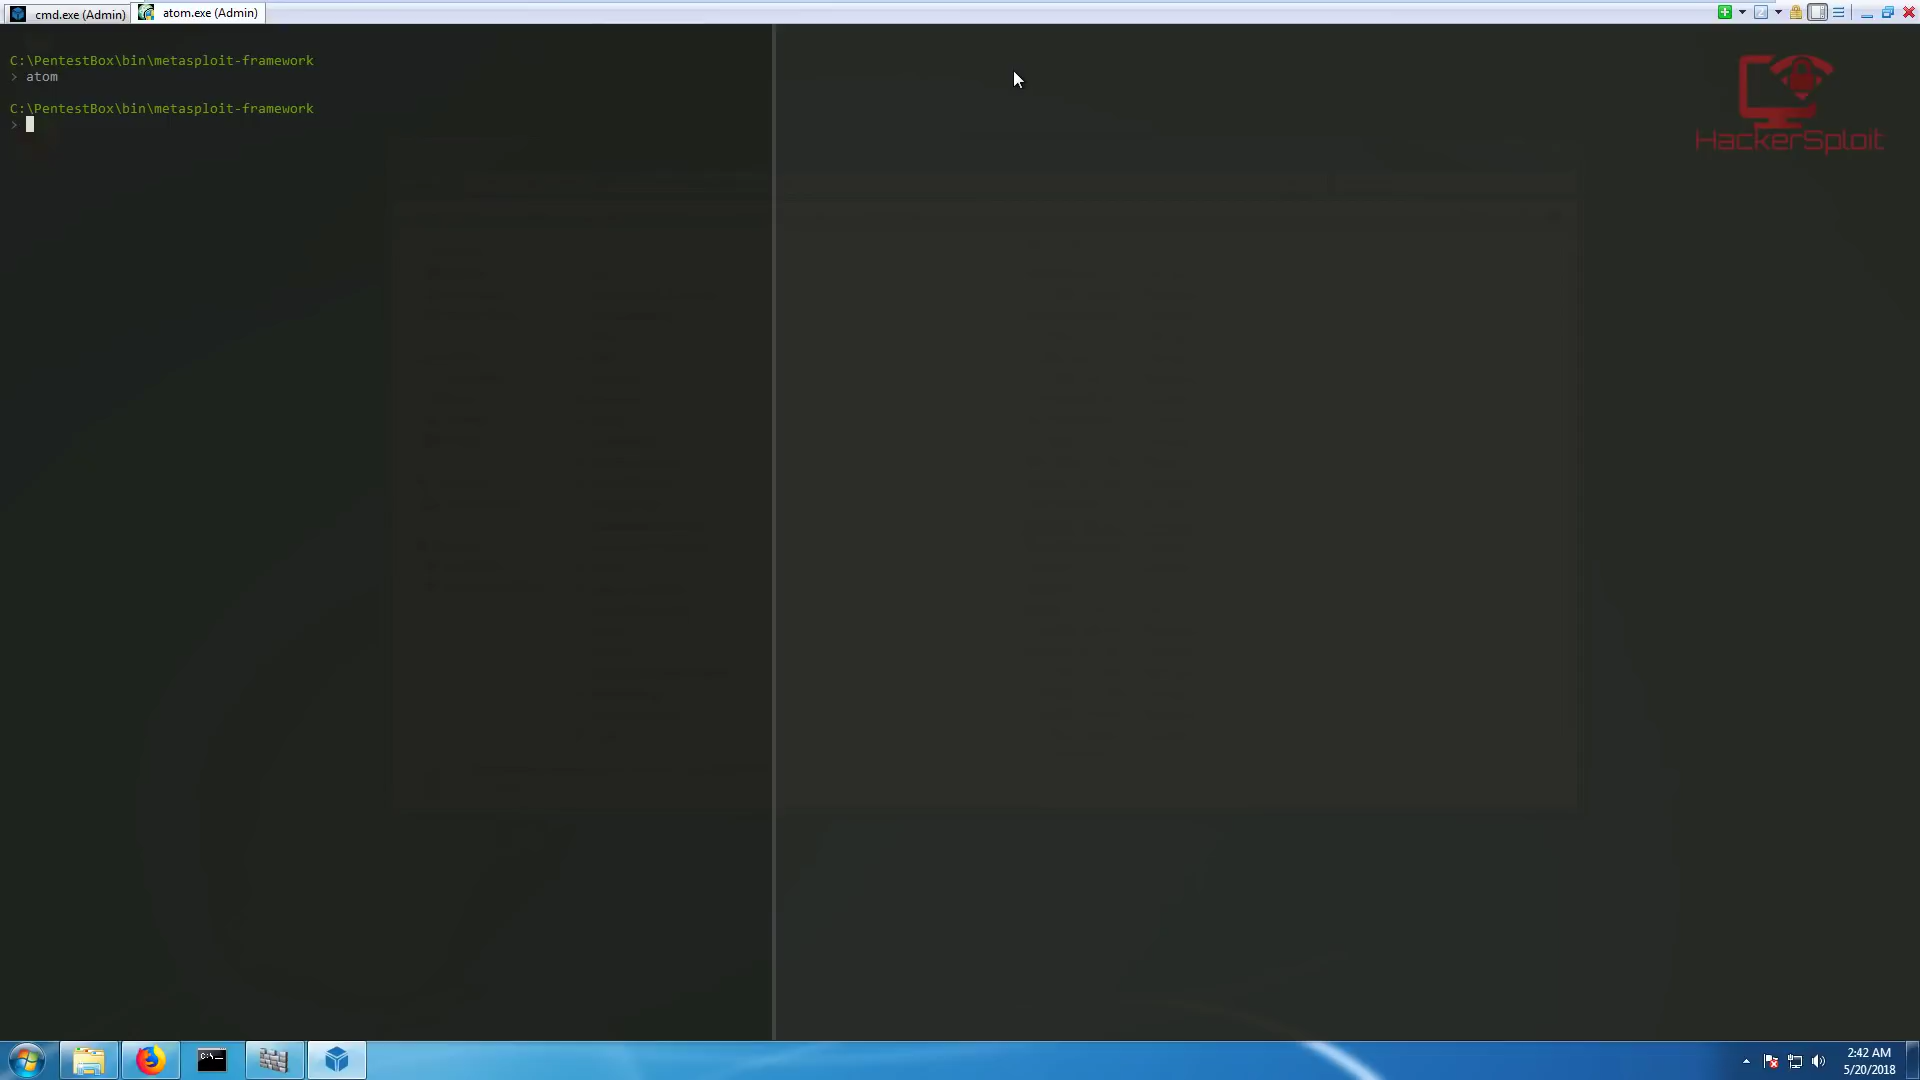 cmd.exe (Admin)
atom.exe (Admin)
C:\PentestBox\bin\metasploit-framework
> atom
C:\PentestBox\bin\metasploit-framework
>
HackerSploit
C:\_
2:42 AM
5/20/2018